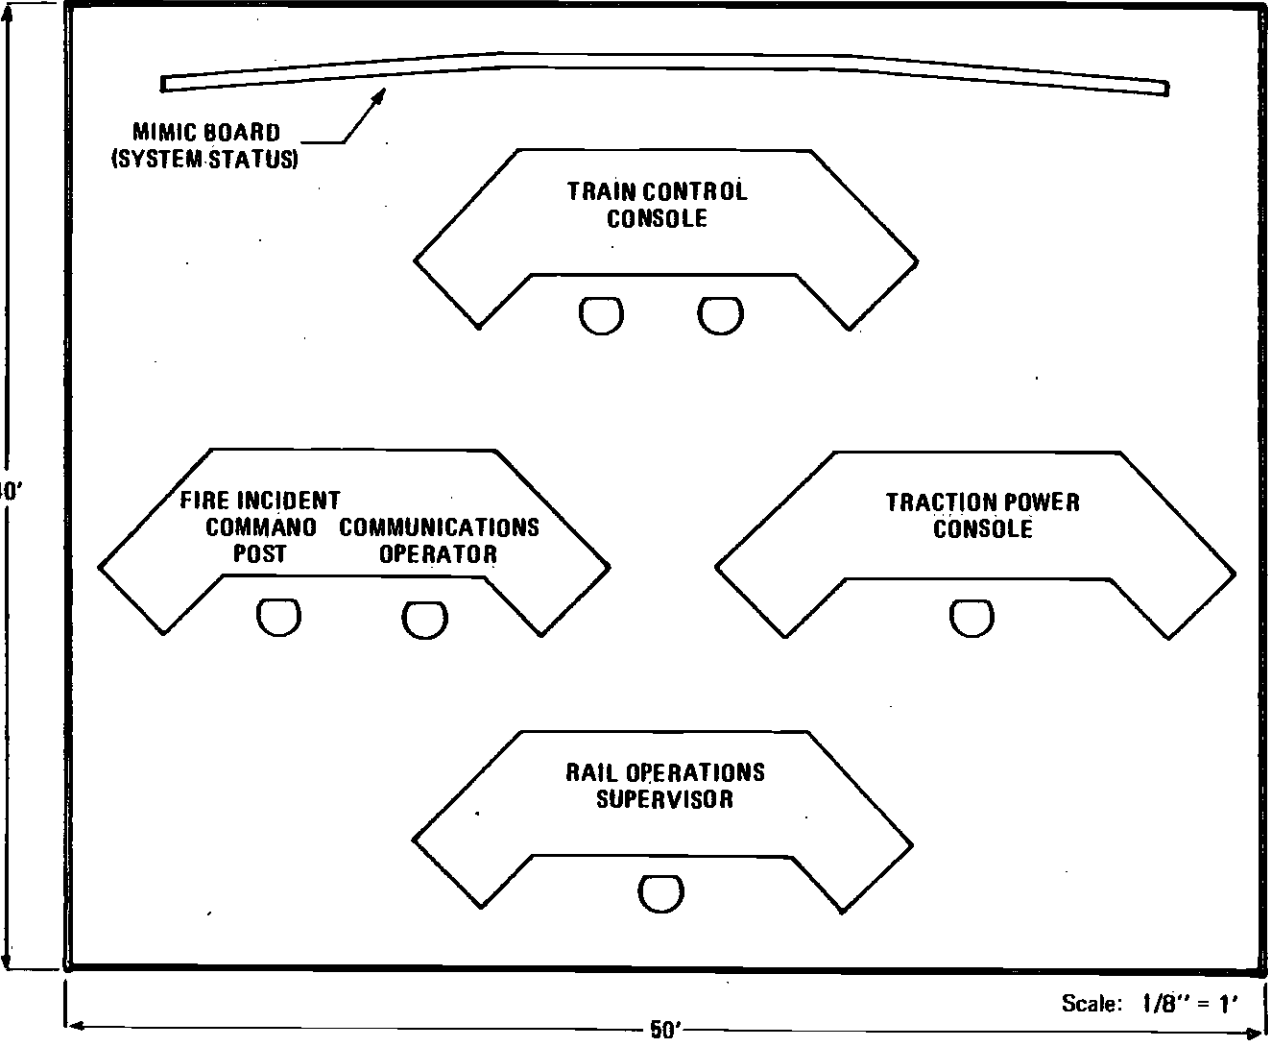 MIMIC BOARD
(SYSTEM STATUS)
TRAIN CONTROL
CONSOLE
FIRE INCIDENT
COMMAND
POST
COMMUNICATIONS
OPERATOR
TRACTION POWER
CONSOLE
RAIL OPERATIONS
SUPERVISOR
Scale: 1/8" = 1'
50'